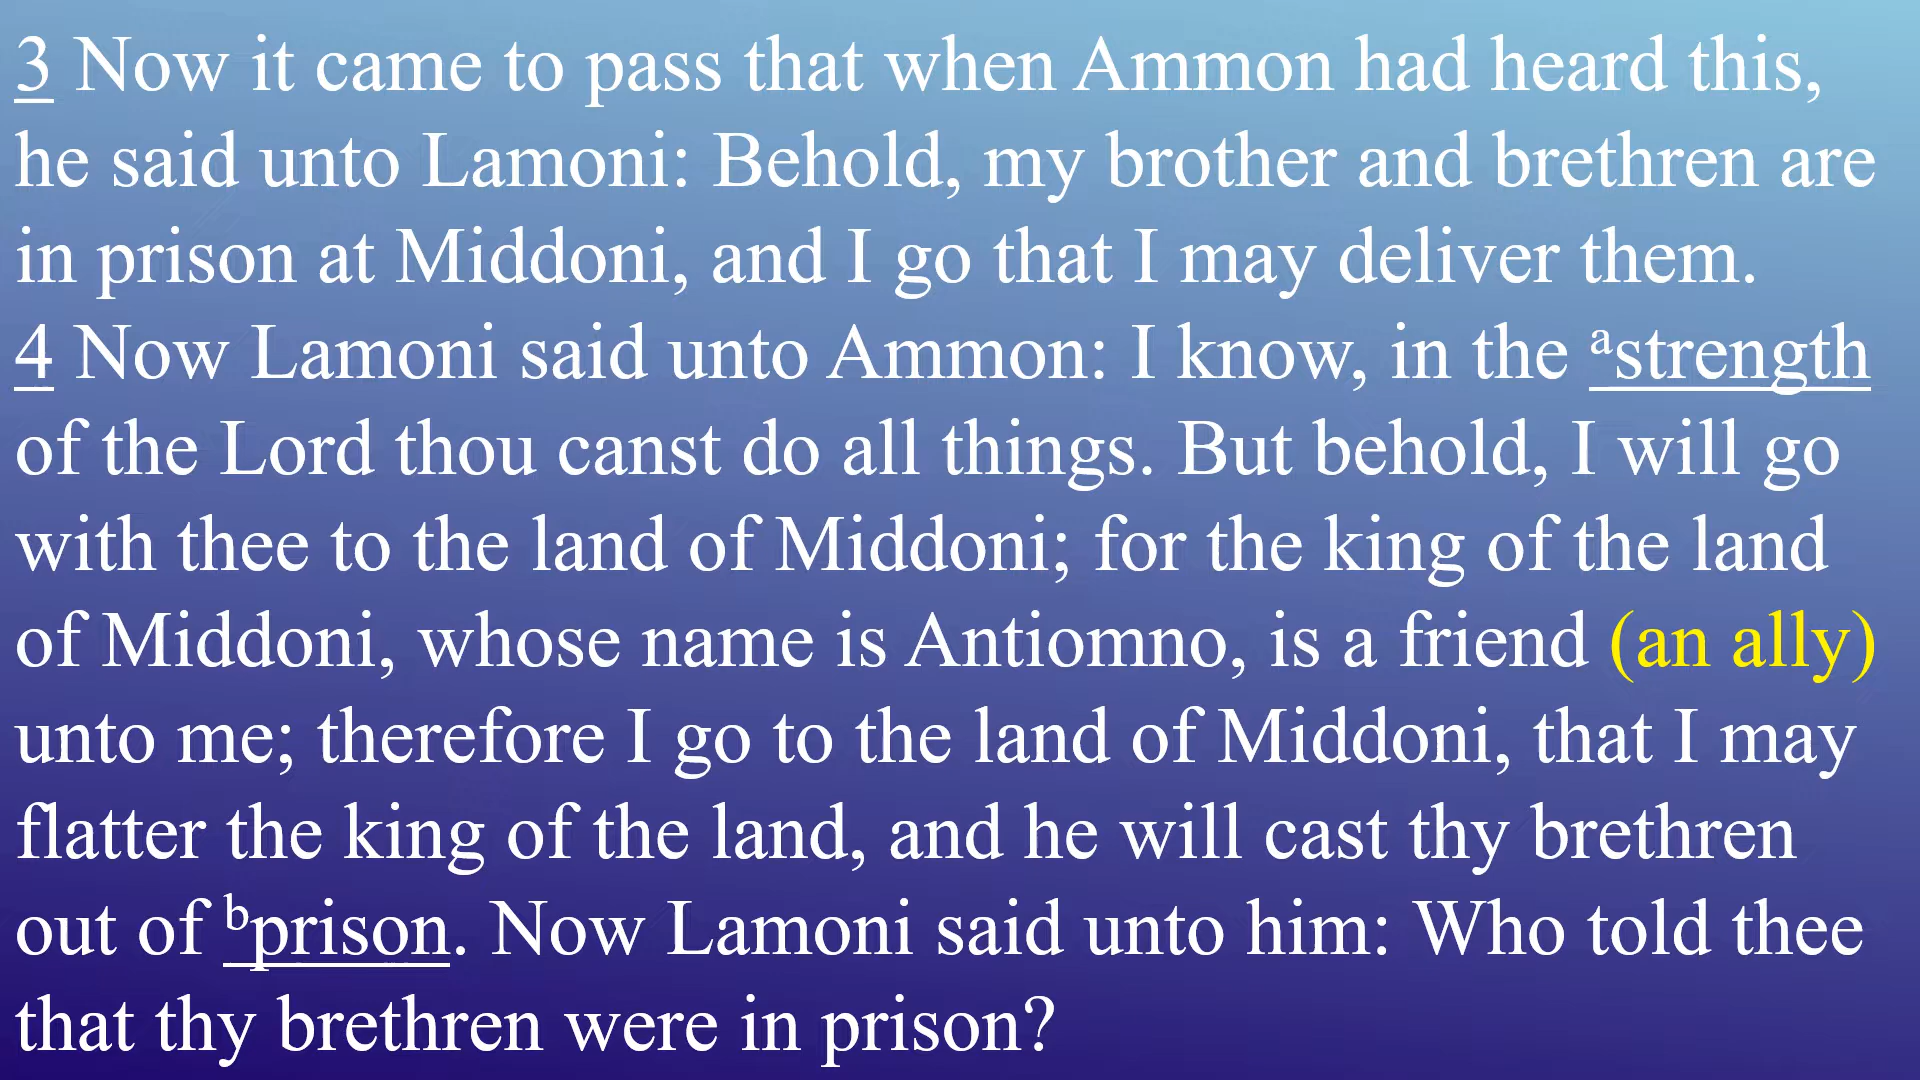 3 Now it came to pass that when Ammon had heard this,
he said unto Lamoni: Behold, my brother and brethren are
in prison at Middoni, and I go that I may deliver them.
4 Now Lamoni said unto Ammon: I know, in the ᵃstrength
of the Lord thou canst do all things. But behold, I will go
with thee to the land of Middoni; for the king of the land
of Middoni, whose name is Antiomno, is a friend (an ally)
unto me; therefore I go to the land of Middoni, that I may
flatter the king of the land, and he will cast thy brethren
out of ᵇprison. Now Lamoni said unto him: Who told thee
that thy brethren were in prison?